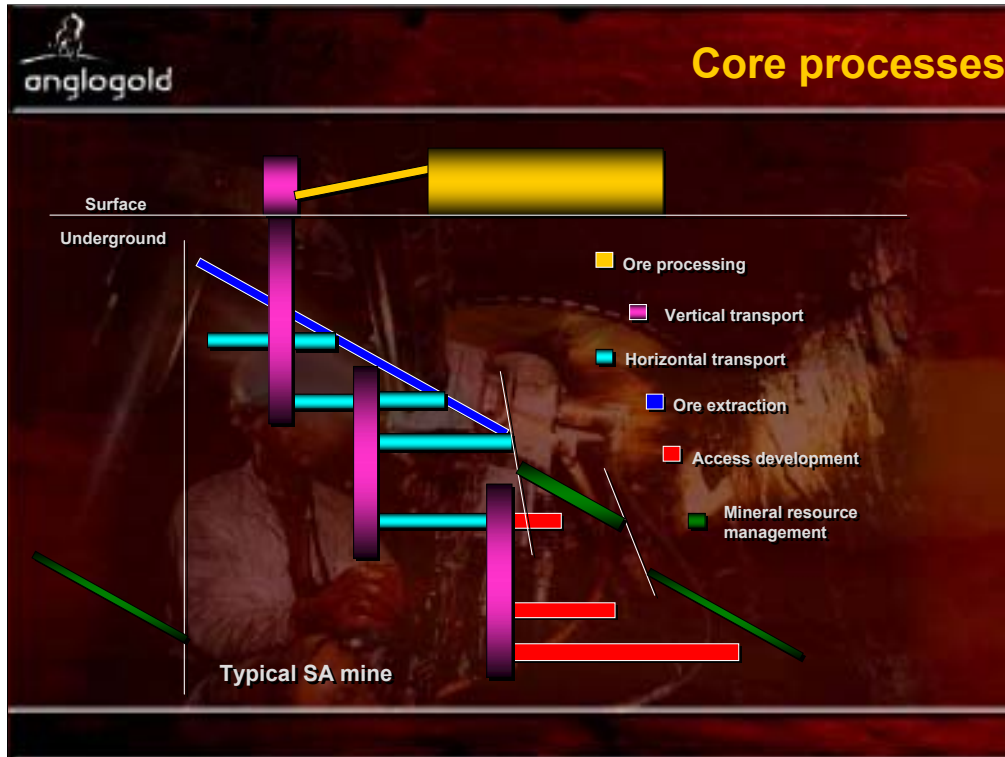 anglogold
Core processes
Surface
Underground
Ore processing
Vertical transport
Horizontal transport
Ore extraction
Access development
Mineral resource
management
Typical SA mine